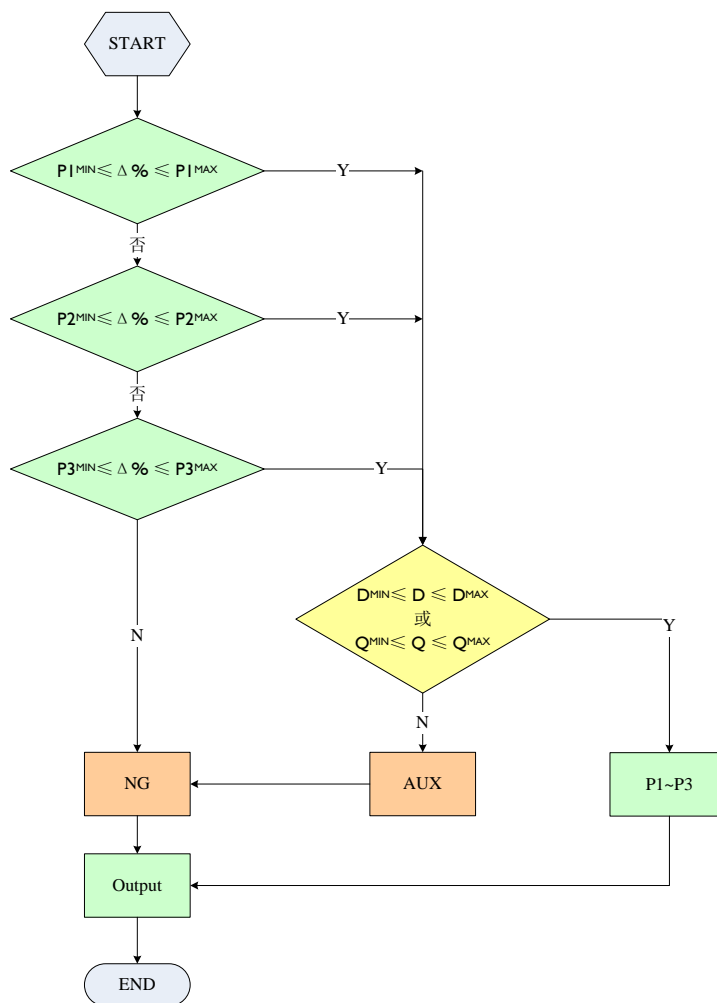 START
P1MIN≤ Δ % ≤ P1MAX
Y
否
P2MIN≤ Δ % ≤ P2MAX
Y
否
P3MIN≤ Δ % ≤ P3MAX
Y
DMIN≤ D ≤ DMAX
或
QMIN≤ Q ≤ QMAX
Y
N
N
NG
AUX
P1~P3
Output
END